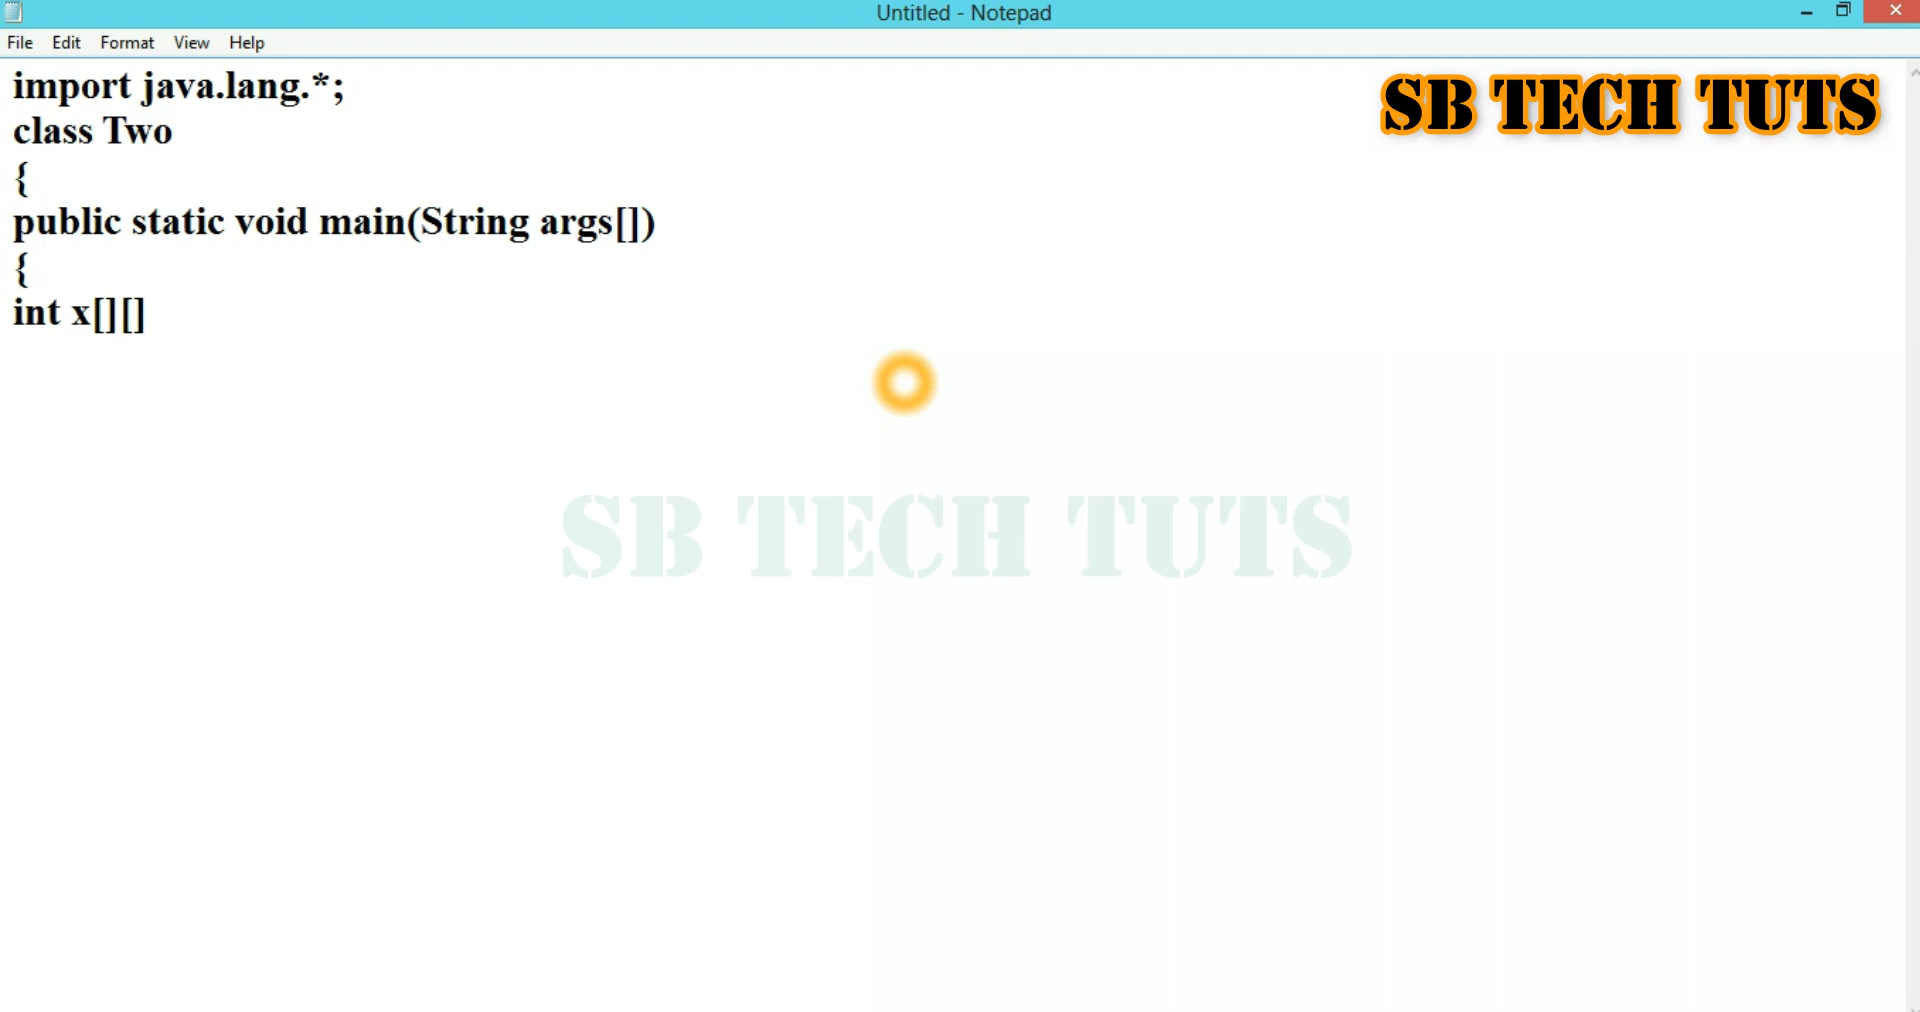 Untitled - Notepad
File Edit Format View Help
import java.lang.*;
SB TECH TUTS
class Two
{
public static void main(String args[])
{
int x[][]
SB TECH TUTS